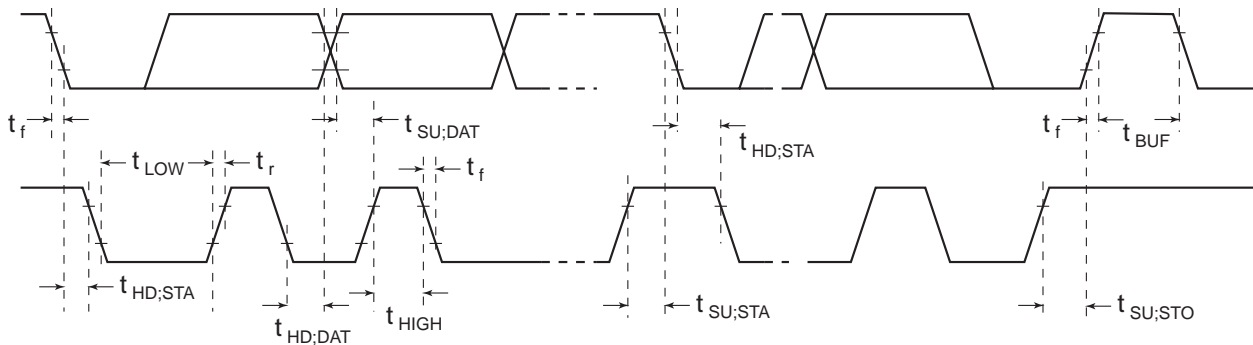 t f
t SU;DAT
t HD;STA
t f
t BUF
t LOW
t r
t f
t HD;STA
t HD;DAT
t HIGH
t SU;STA
t SU;STO